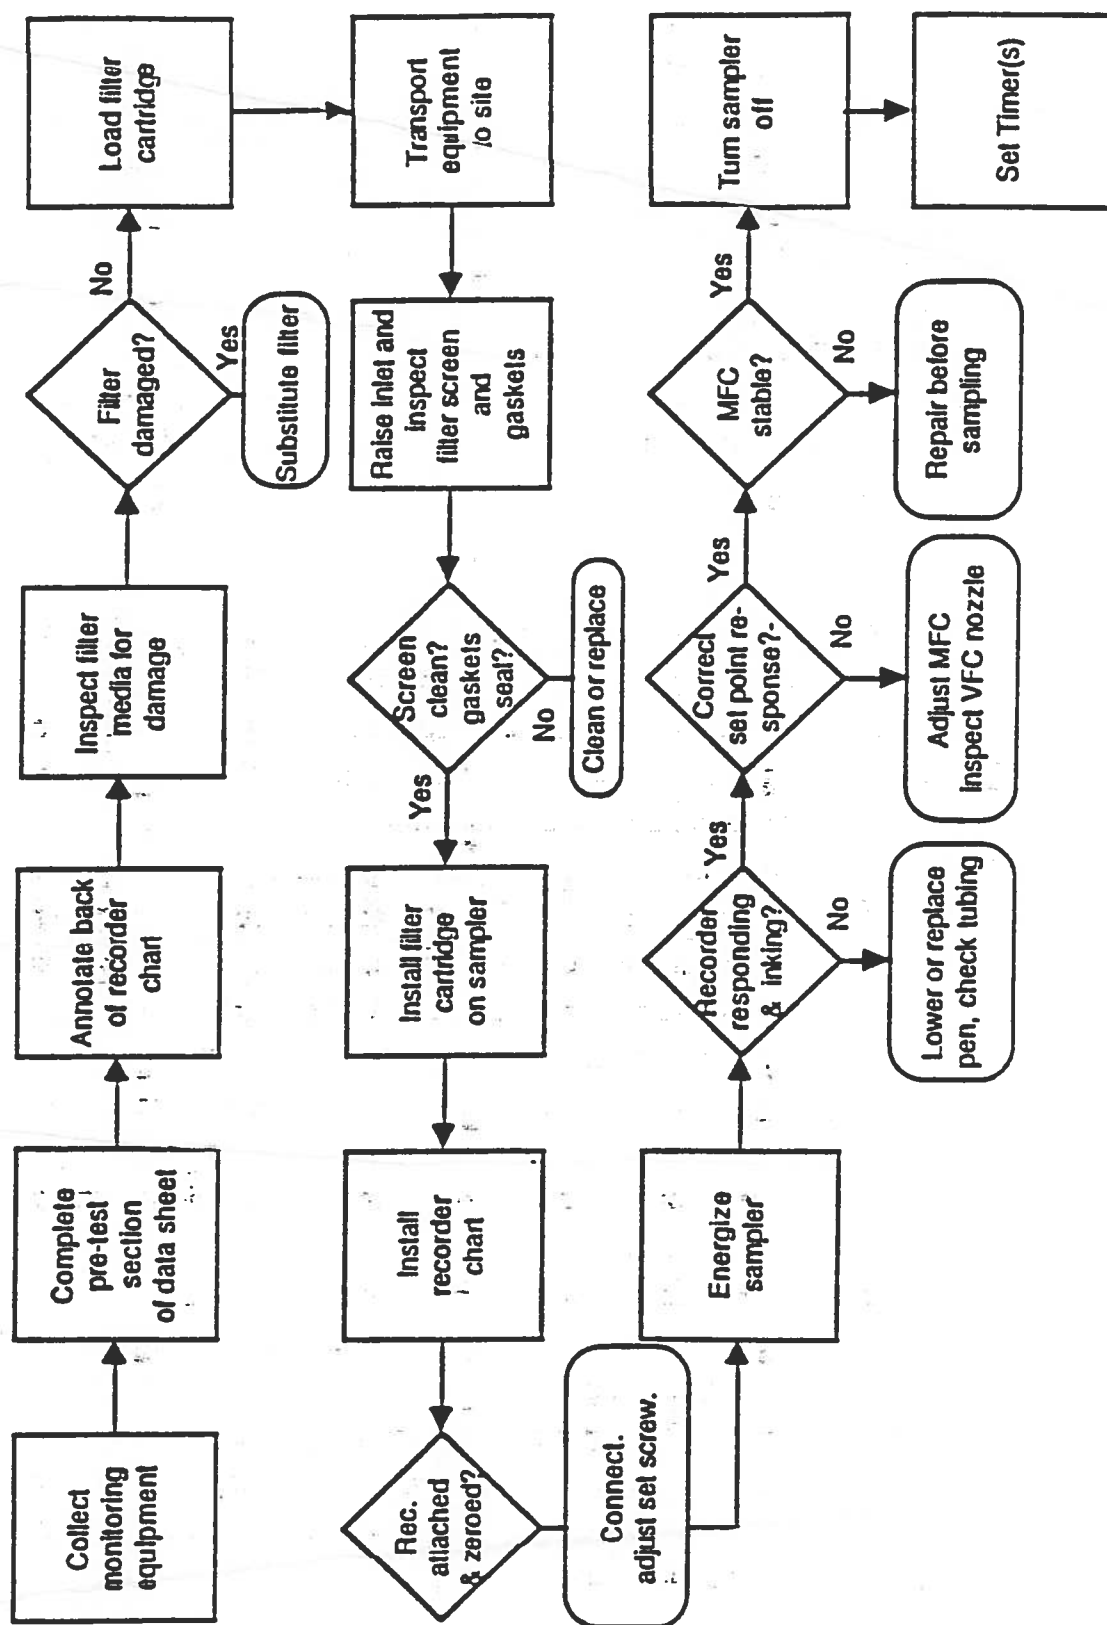 Collect
monitoring
equipment
Complete
pre-test
section
of data sheet
Annotate back
of recorder
chart
Inspect filter
media for
damage
Filter
damaged?
No
Yes
Substitute filter
Load filter
cartridge
Transport
equipment
to site
Raise Inlet and
Inspect
filter screen
and
gaskets
Screen
clean?
gaskets
seal?
No
Clean or replace
Yes
Install filter
cartridge
on sampler
Install
recorder
chart
Rec.
attached
& zeroed?
Connect.
adjust set screw.
Energize
sampler
Recorder
responding
& inking?
No
Lower or replace
pen, check tubing
Yes
Correct
set point re-
sponse?-
No
Adjust MFC
Inspect VFC nozzle
Yes
MFC
stable?
No
Repair before
sampling
Yes
Turn sampler
off
Set Timer(s)